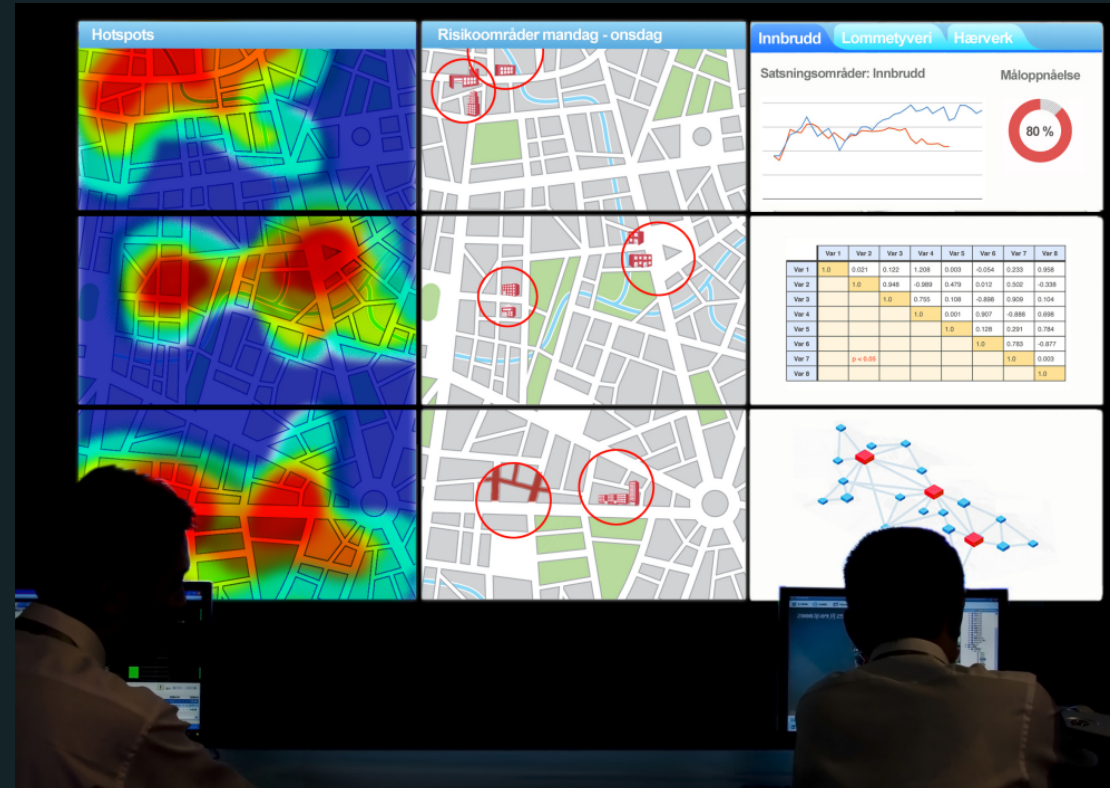 Hotspots
Risikoområder mandag - onsdag
Innbrudd Lommetyveri Hærverk
Satsningsområder: Innbrudd
Måloppnåelse
80 %
Var 1 Var 2 Var 3 Var 4 Var 5 Var 6 Var 7 Var 8
Var 1 1.0 0.021 0.122 1.208 0.003 -0.054 0.233 0.958
Var 2 1.0 0.948 -0.989 0.479 0.012 0.502 -0.338
Var 3 1.0 0.755 0.108 -0.898 0.909 0.104
Var 4 1.0 0.001 0.907 -0.888 0.698
Var 5 1.0 0.128 0.291 0.784
Var 6 1.0 0.783 -0.877
Var 7 p < 0.05 1.0 0.003
Var 8 1.0